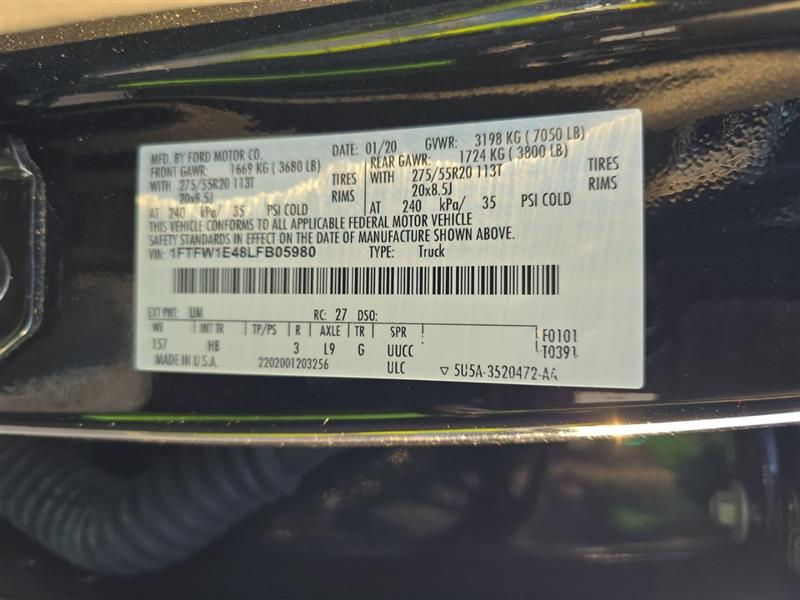 MFD. BY FORD MOTOR CO. DATE: 01/20 GVWR: 3198 KG ( 7050 LB)
FRONT GAWR: 1669 KG ( 3680 LB) REAR GAWR: 1724 KG ( 3800 LB)
WITH 275/55R20 113T TIRES WITH 275/55R20 113T TIRES
20x8.5J RIMS 20x8.5J RIMS
AT 240 kPa/ 35 PSI COLD AT 240 kPa/ 35 PSI COLD
THIS VEHICLE CONFORMS TO ALL APPLICABLE FEDERAL MOTOR VEHICLE
SAFETY STANDARDS IN EFFECT ON THE DATE OF MANUFACTURE SHOWN ABOVE.
VIN: 1FTFW1E48LFB05980 TYPE: Truck
EXT PNT: UM RC: 27 DSO:
WB INT TR TP/PS R AXLE TR SPR F0101
157 HB 3 L9 G UUCC T0391
MADE IN U.S.A. 2202001203256 ULC ▽ 5U5A-3520472-AA